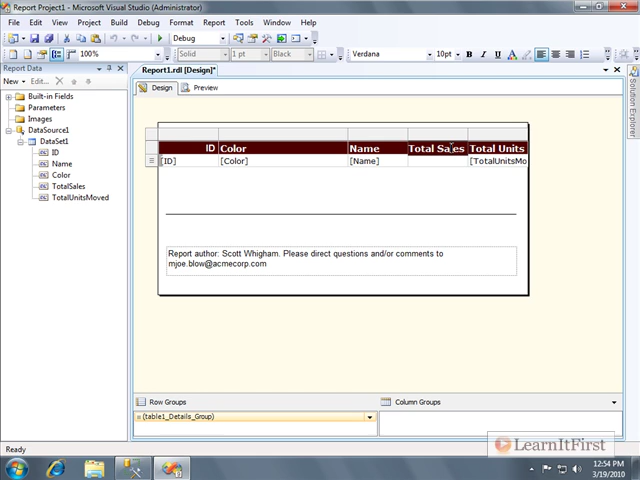 Report Project1 - Microsoft Visual Studio (Administrator)
File Edit View Project Build Debug Format Report Tools Window Help
Debug
100% Solid 1pt Black Verdana 10pt B I U
Report Data
New Edit...
Built-in Fields
Parameters
Images
DataSource1
DataSet1
ID
Name
Color
TotalSales
TotalUnitsMoved
Report1.rdl [Design]*
Design Preview
ID Color Name Total Sales Total Units
[ID] [Color] [Name] [TotalUnitsMo
Report author: Scott Whigham. Please direct questions and/or comments to
mjoe.blow@acmecorp.com
Row Groups Column Groups
(table1_Details_Group)
Solution Explorer
Ready
LearnItFirst
12:54 PM
3/19/2010